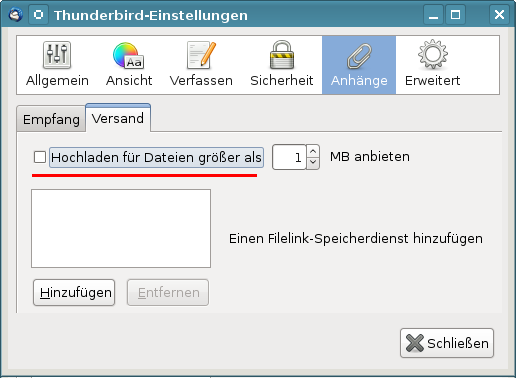 Thunderbird-Einstellungen
Allgemein Ansicht Verfassen Sicherheit Anhänge Erweitert
Aa
Empfang Versand
Hochladen für Dateien größer als 1 MB anbieten
Einen Filelink-Speicherdienst hinzufügen
Hinzufügen Entfernen
Schließen